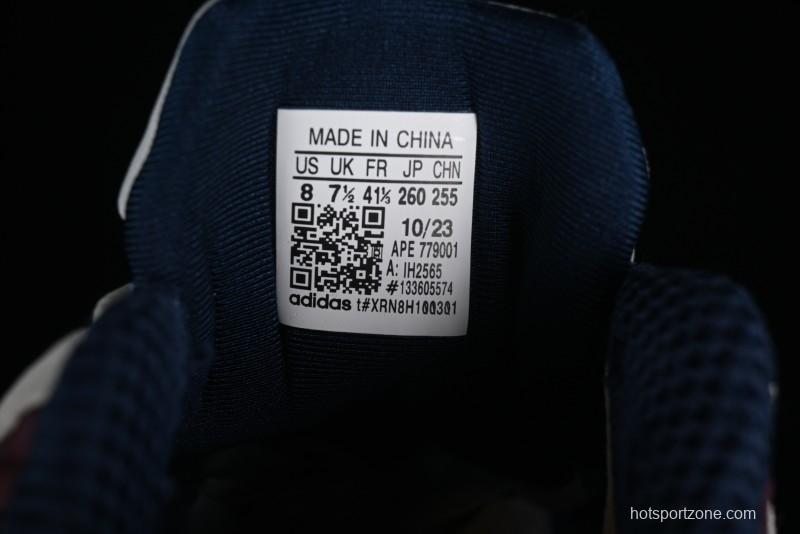 MADE IN CHINA
US UK FR JP CHN
8 7½ 41⅓ 260 255
10/23
APE 779001
A: IH2565
#133605574
adidas t#XRN8H100301
hotsportzone.com